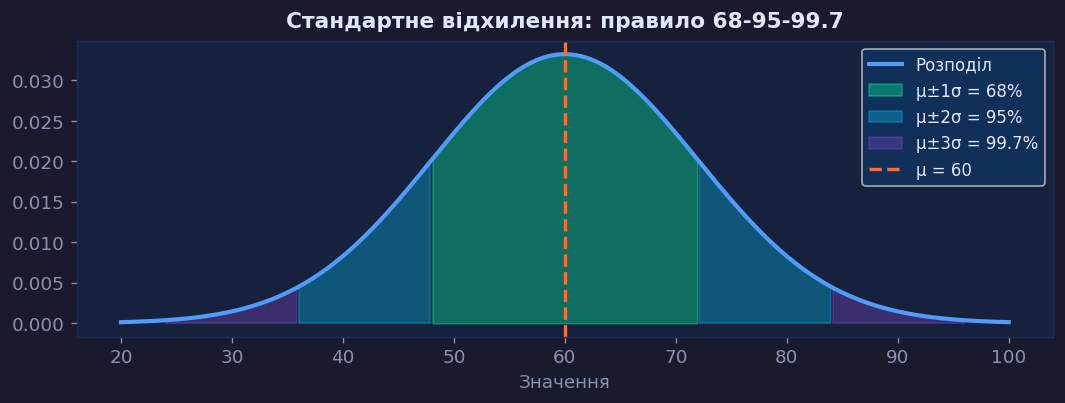 Стандартне відхилення: правило 68-95-99.7
0.030
0.025
0.020
0.015
0.010
0.005
0.000
Розподіл
μ±1σ = 68%
μ±2σ = 95%
μ±3σ = 99.7%
μ = 60
20 30 40 50 60 70 80 90 100
Значення